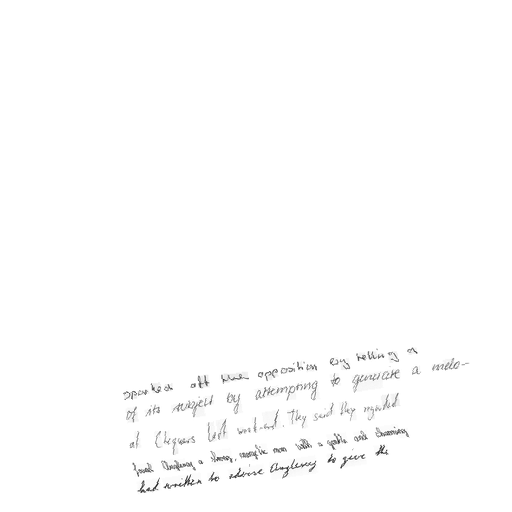 sparked off the opposition by telling a
of its subject by attempting to generate a melo-
at Chequers last week-end. They said they regarded
found Anglesey a strong, energetic man with a gentle and charming
had written to advise Anglesey to give the